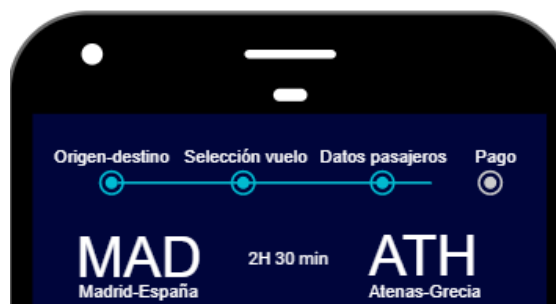 Origen-destino Selección vuelo Datos pasajeros Pago
MAD 2H 30 min ATH
Madrid-España Atenas-Grecia